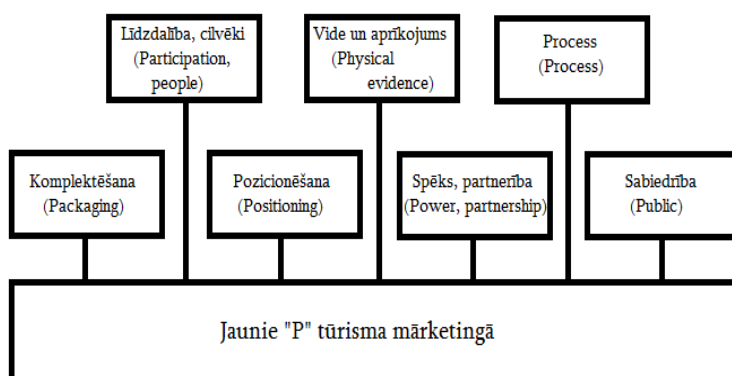 Līdzdalība, cilvēki
(Participation,
people)
Vide un aprīkojums
(Physical
evidence)
Process
(Process)
Komplektēšana
(Packaging)
Pozicionēšana
(Positioning)
Spēks, partnerība
(Power, partnership)
Sabiedrība
(Public)
Jaunie "P" tūrisma mārketingā